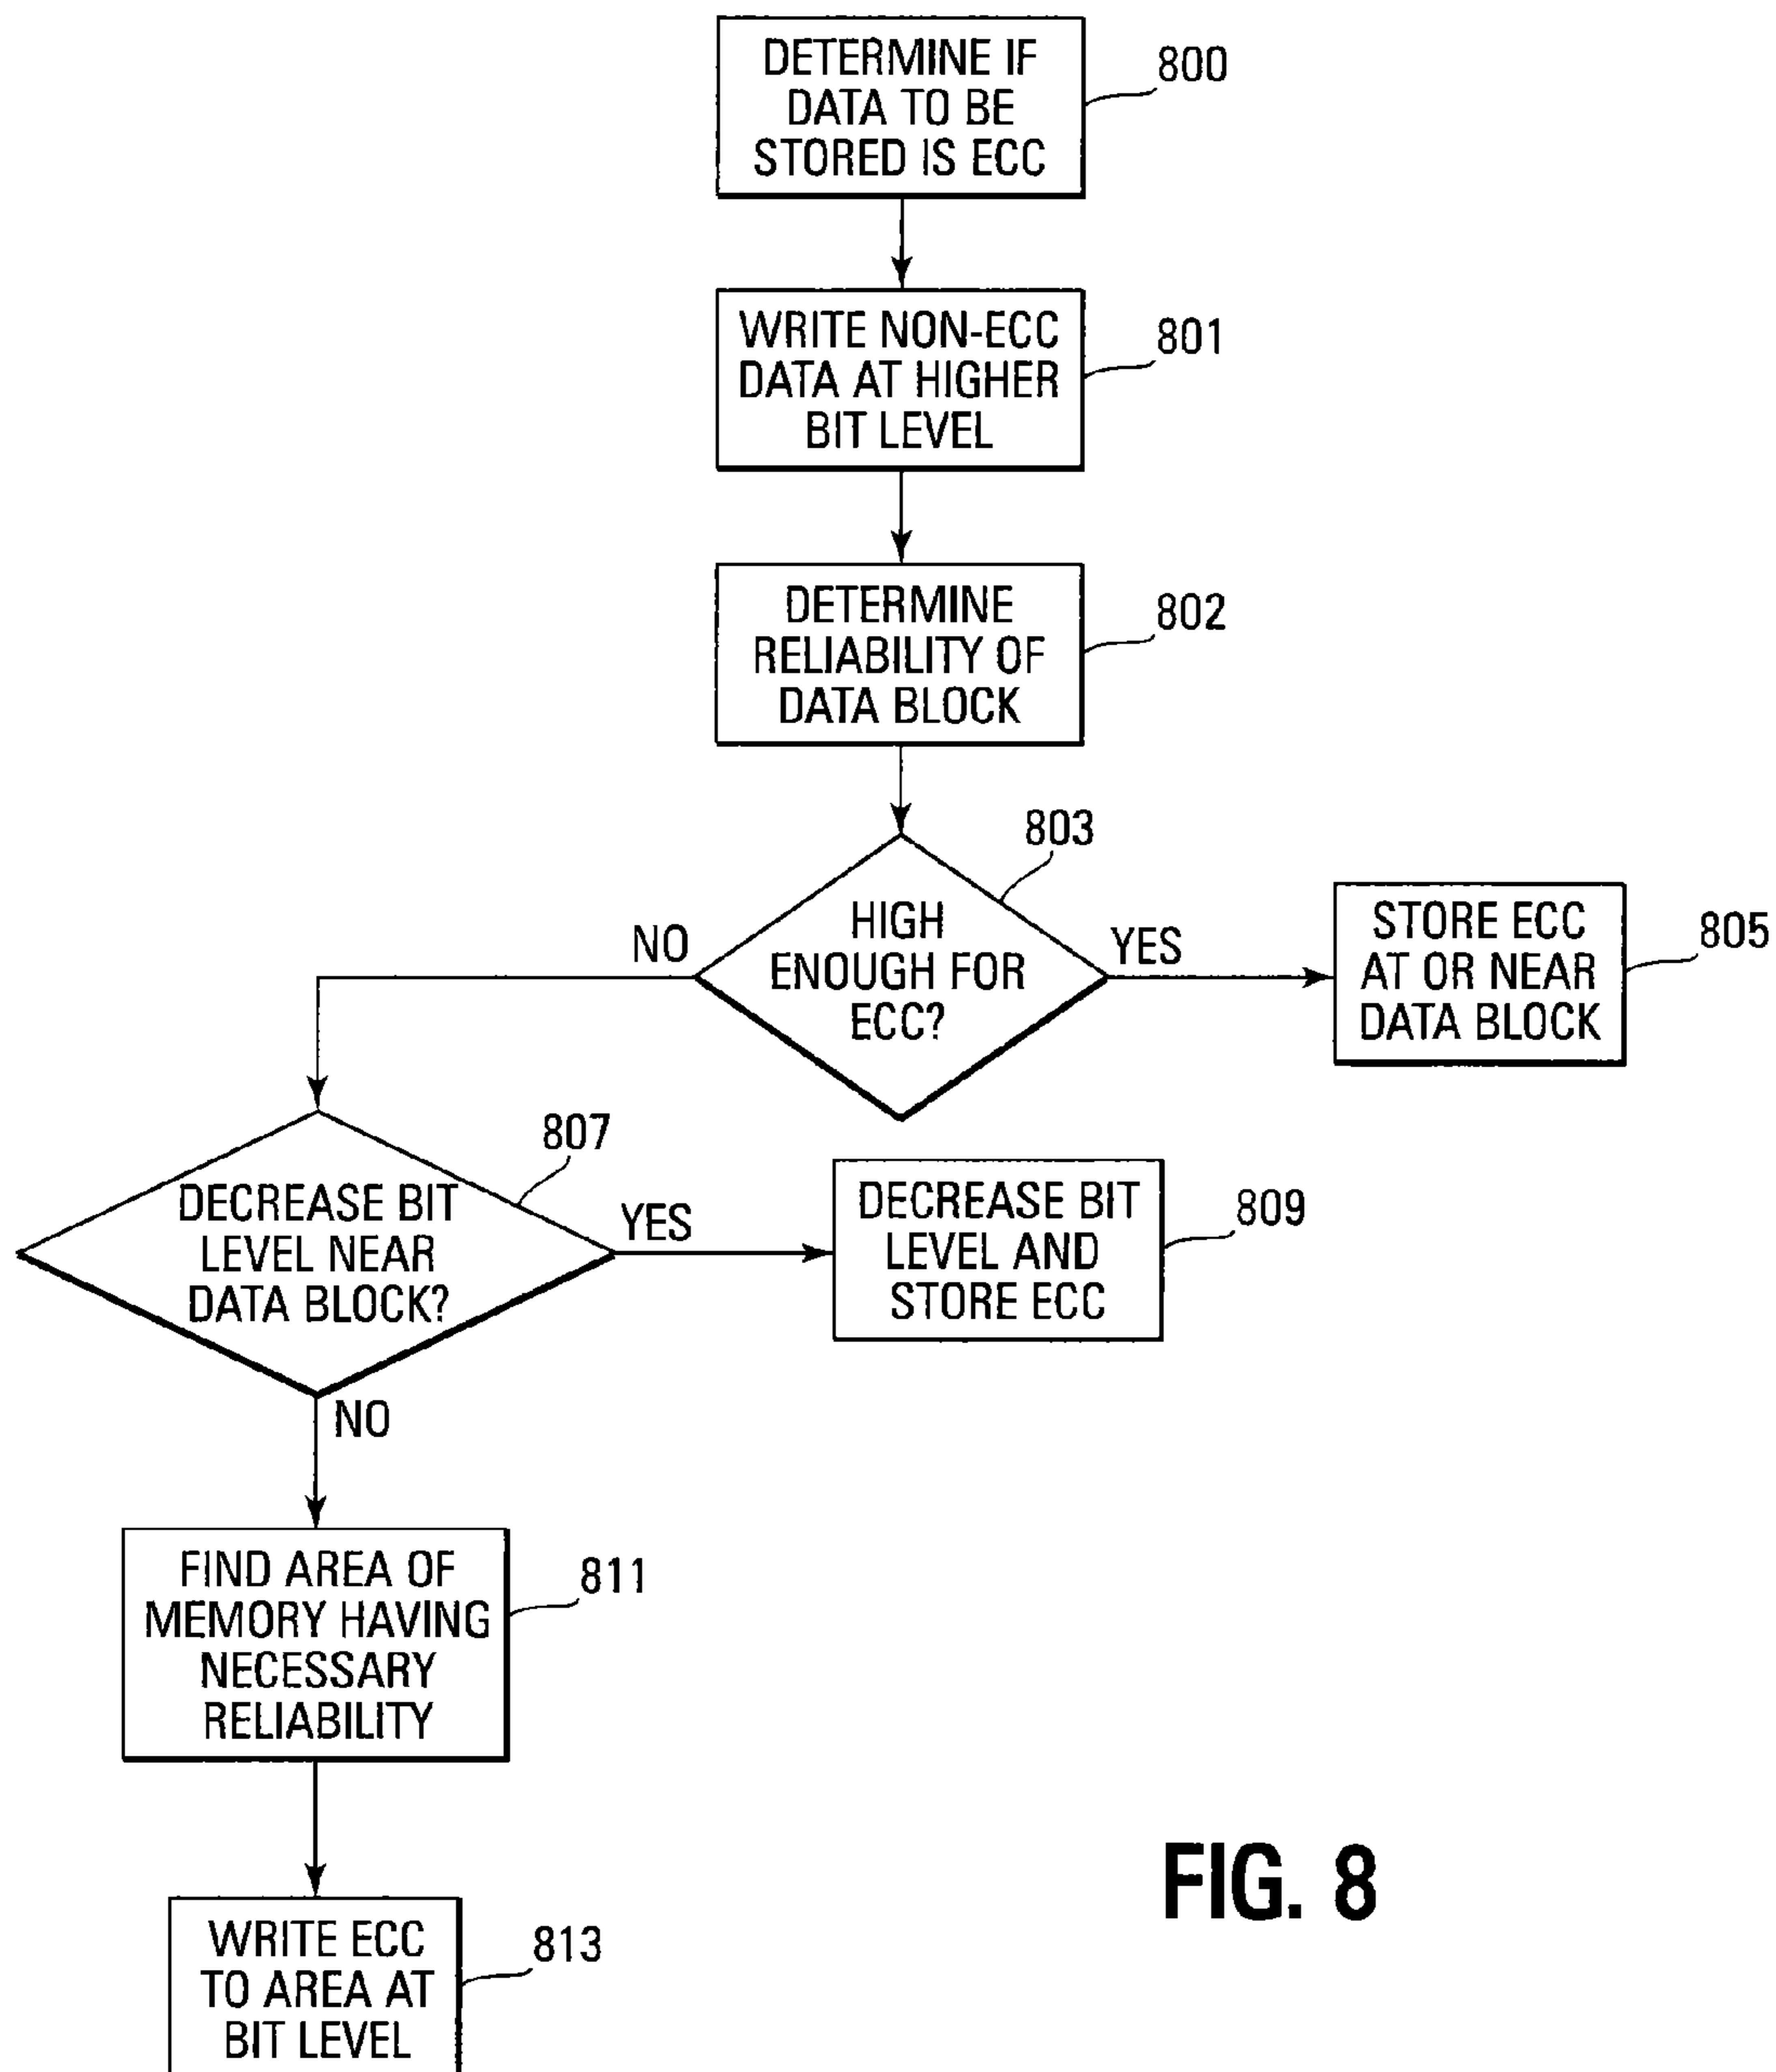 DETERMINE IF
DATA TO BE
STORED IS ECC
800
WRITE NON-ECC
DATA AT HIGHER
BIT LEVEL
801
DETERMINE
RELIABILITY OF
DATA BLOCK
802
803
HIGH
ENOUGH FOR
ECC?
NO
YES
STORE ECC
AT OR NEAR
DATA BLOCK
805
807
DECREASE BIT
LEVEL NEAR
DATA BLOCK?
YES
DECREASE BIT
LEVEL AND
STORE ECC
809
NO
FIND AREA OF
MEMORY HAVING
NECESSARY
RELIABILITY
811
WRITE ECC
TO AREA AT
BIT LEVEL
813
FIG. 8